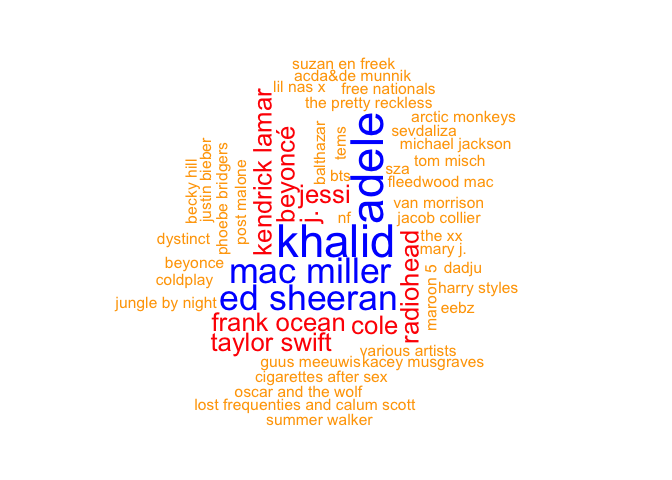 suzan en freek
acda&de munnik
lil nas x
free nationals
the pretty reckless
arctic monkeys
sevdaliza
michael jackson
tom misch
sza
fleedwood mac
van morrison
jacob collier
the xx
mary j.
dadju
harry styles
eebz
maroon 5
radiohead
adele
tems
balthazar
bts
jessi
nf
j.
beyoncé
kendrick lamar
post malone
phoebe bridgers
justin bieber
becky hill
dystinct
beyonce
coldplay
jungle by night
khalid
mac miller
ed sheeran
frank ocean
cole
taylor swift
various artists
guus meeuwis
kacey musgraves
cigarettes after sex
oscar and the wolf
lost frequenties and calum scott
summer walker